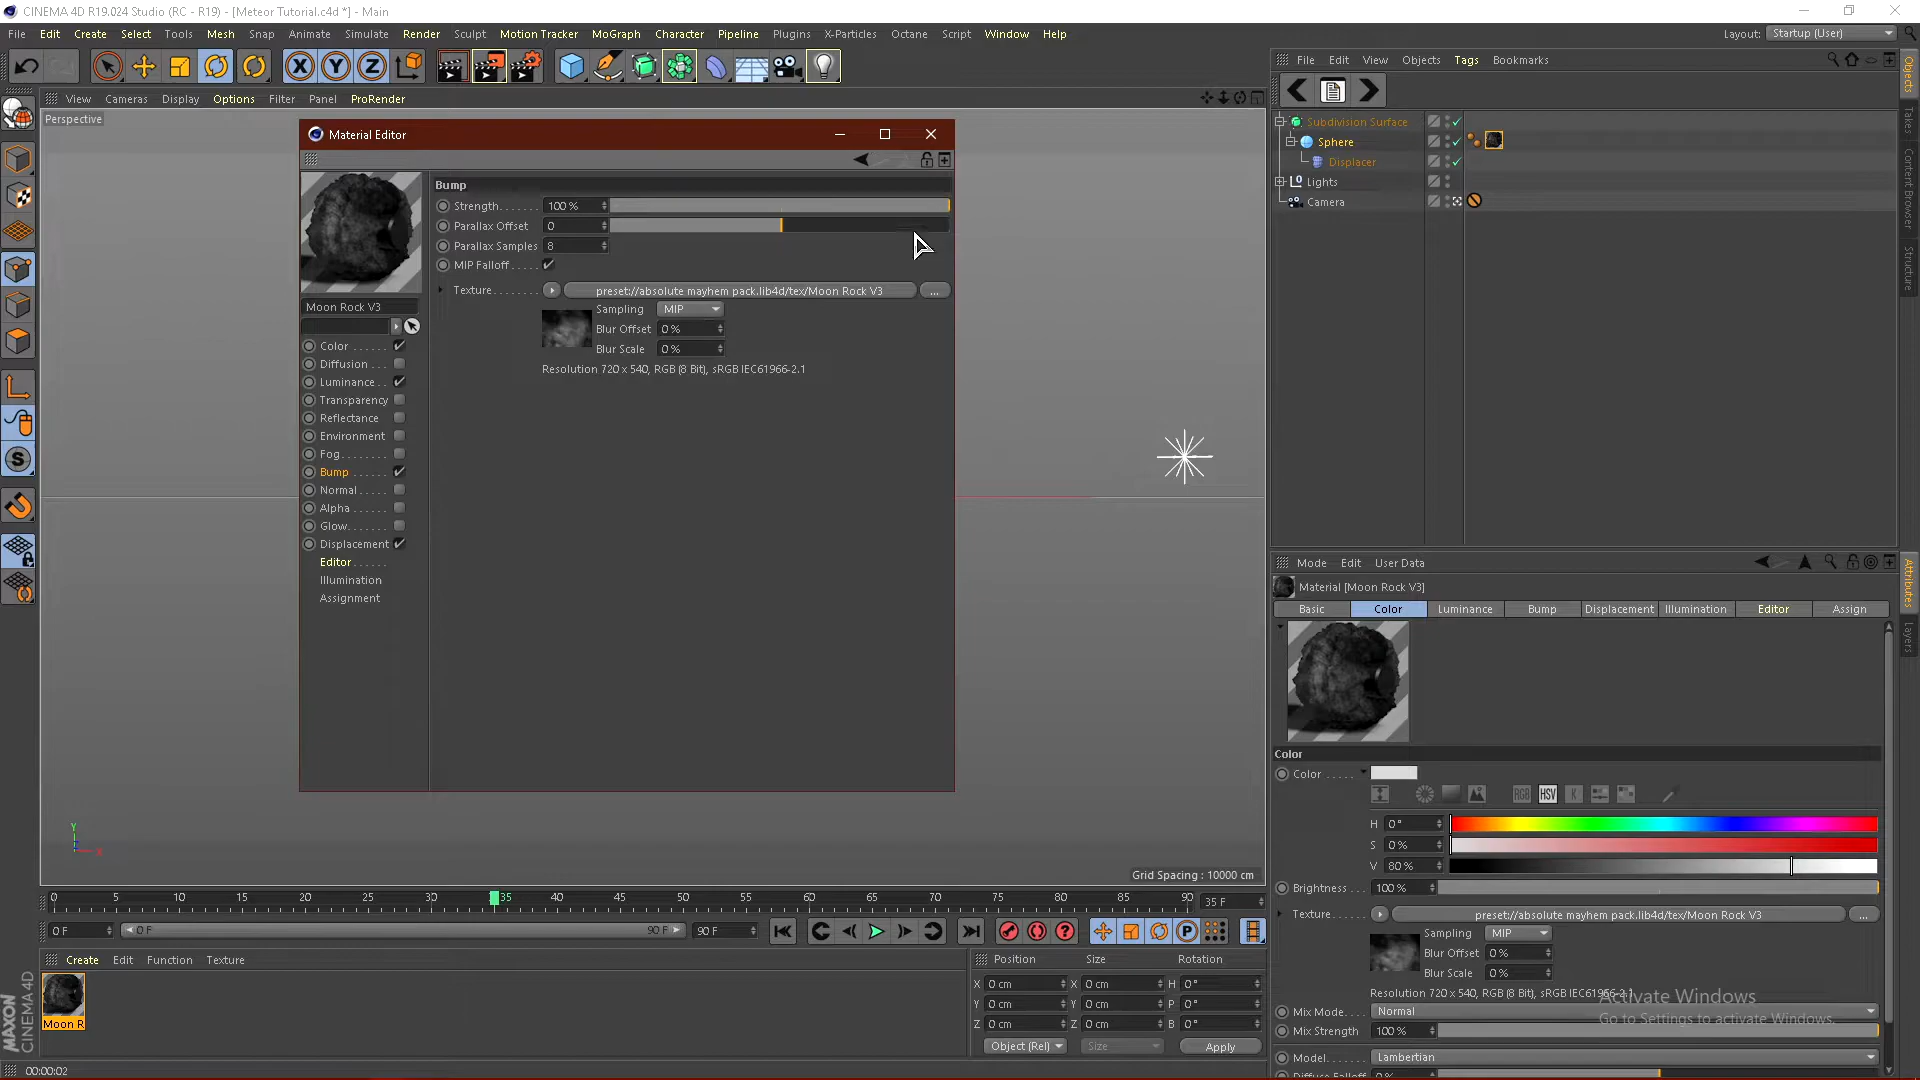 CINEMA 4D R19.024 Studio (RC - R19) - [Meteor Tutorial.c4d *] - Main
File Edit Create Select Tools Mesh Snap Animate Simulate Render Sculpt Motion Tracker MoGraph Character Pipeline Plugins X-Particles Octane Script Window Help
Layout: Startup (User)
View Cameras Display Options Filter Panel ProRender
Perspective
Material Editor
Moon Rock V3
Color . . . . . .
Diffusion . . .
Luminance . .
Transparency
Reflectance
Environment
Fog . . . . . . .
Bump . . . . . .
Normal . . . . .
Alpha . . . . . .
Glow . . . . . . .
Displacement
Editor . . . . . .
Illumination
Assignment
Bump
Strength . . . . . . . 100 %
Parallax Offset 0
Parallax Samples 8
MIP Falloff . . . . .
Texture . . . . . . . . . preset://absolute mayhem pack.lib4d/tex/Moon Rock V3 ...
Sampling MIP
Blur Offset 0 %
Blur Scale 0 %
Resolution 720 x 540, RGB (8 Bit), sRGB IEC61966-2.1
Y
X
Grid Spacing : 10000 cm
0 5 10 15 20 25 30 35 40 45 50 55 60 65 70 75 80 85 90 35 F
0 F 0 F 90 F 90 F
Create Edit Function Texture
Moon R
MAXON
CINEMA 4D
Position Size Rotation
X 0 cm X 0 cm H 0 °
Y 0 cm Y 0 cm P 0 °
Z 0 cm Z 0 cm B 0 °
Object (Rel) Size Apply
00:00:02
File Edit View Objects Tags Bookmarks
Subdivision Surface
Sphere
Displacer
Lights
Camera
Objects
Takes
Content Browser
Structure
Mode Edit User Data
Material [Moon Rock V3]
Basic Color Luminance Bump Displacement Illumination Editor Assign
Color
Color . . . . .
RGB HSV K
H 0 °
S 0 %
V 80 %
Brightness . . . 100 %
Texture . . . . . . preset://absolute mayhem pack.lib4d/tex/Moon Rock V3 ...
Sampling MIP
Blur Offset 0 %
Blur Scale 0 %
Resolution 720 x 540, RGB (8 Bit), sRGB IEC61966-2.1
Mix Mode . . . . Normal
Mix Strength 100 %
Model . . . . . . . Lambertian
Diffuse Falloff 0 %
Attributes
Layers
Activate Windows
Go to Settings to activate Windows.